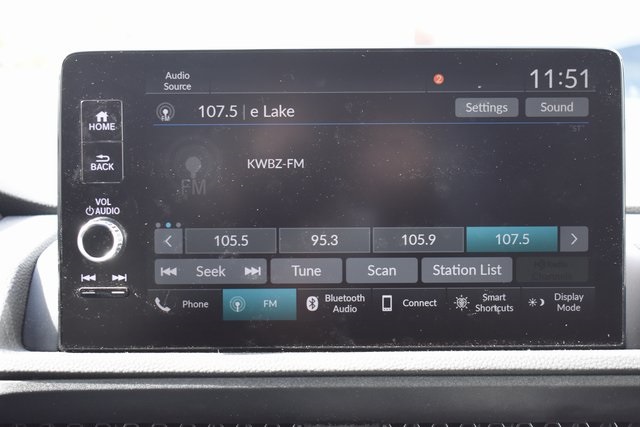 Audio
Source
2
11:51
HOME
FM
107.5 | e Lake
Settings
Sound
BACK
KWBZ-FM
FM
VOL
AUDIO
105.5
95.3
105.9
107.5
Seek
Tune
Scan
Station List
Phone
FM
Bluetooth
Audio
Connect
Smart
Shortcuts
Display
Mode